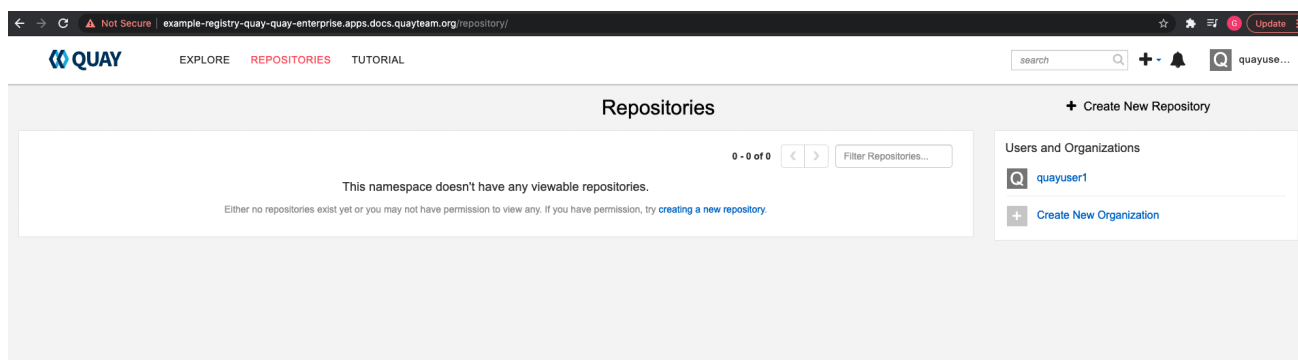 Not Secure | example-registry-quay-quay-enterprise.apps.docs.quayteam.org/repository/ G Update
QUAY EXPLORE REPOSITORIES TUTORIAL search Q quayuse...
Repositories
+ Create New Repository
0 - 0 of 0 Filter Repositories...
This namespace doesn't have any viewable repositories.
Either no repositories exist yet or you may not have permission to view any. If you have permission, try creating a new repository.
Users and Organizations
Q quayuser1
+ Create New Organization